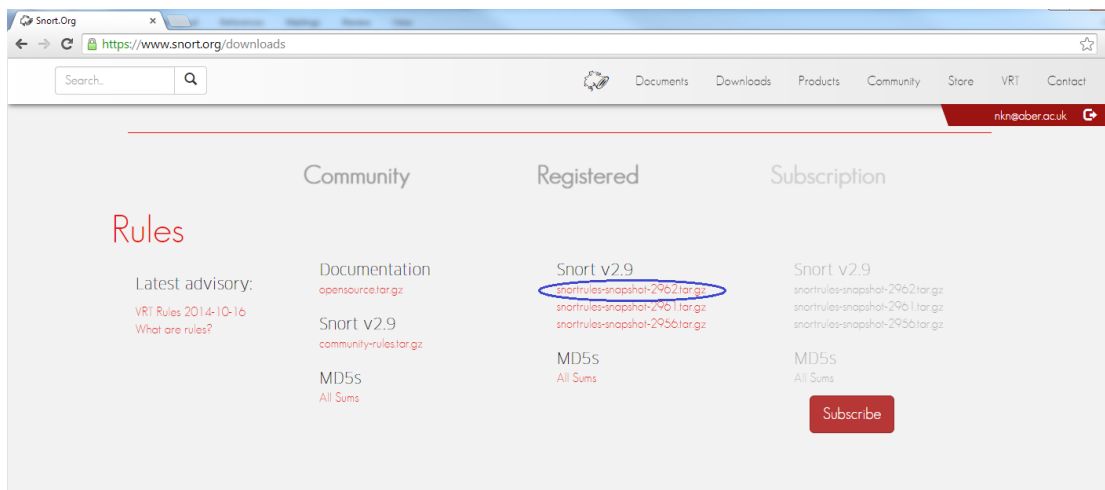 Snort.Org
https://www.snort.org/downloads
Search..
Documents
Downloads
Products
Community
Store
VRT
Contact
nkn@aber.ac.uk
Community
Registered
Subscription
Rules
Latest advisory:
VRT Rules 2014-10-16
What are rules?
Documentation
opensource.tar.gz
Snort v2.9
community-rules.tar.gz
MD5s
All Sums
Snort v2.9
snortrules-snapshot-2962.tar.gz
snortrules-snapshot-2961.tar.gz
snortrules-snapshot-2956.tar.gz
MD5s
All Sums
Snort v2.9
snortrules-snapshot-2962.tar.gz
snortrules-snapshot-2961.tar.gz
snortrules-snapshot-2956.tar.gz
MD5s
All Sums
Subscribe